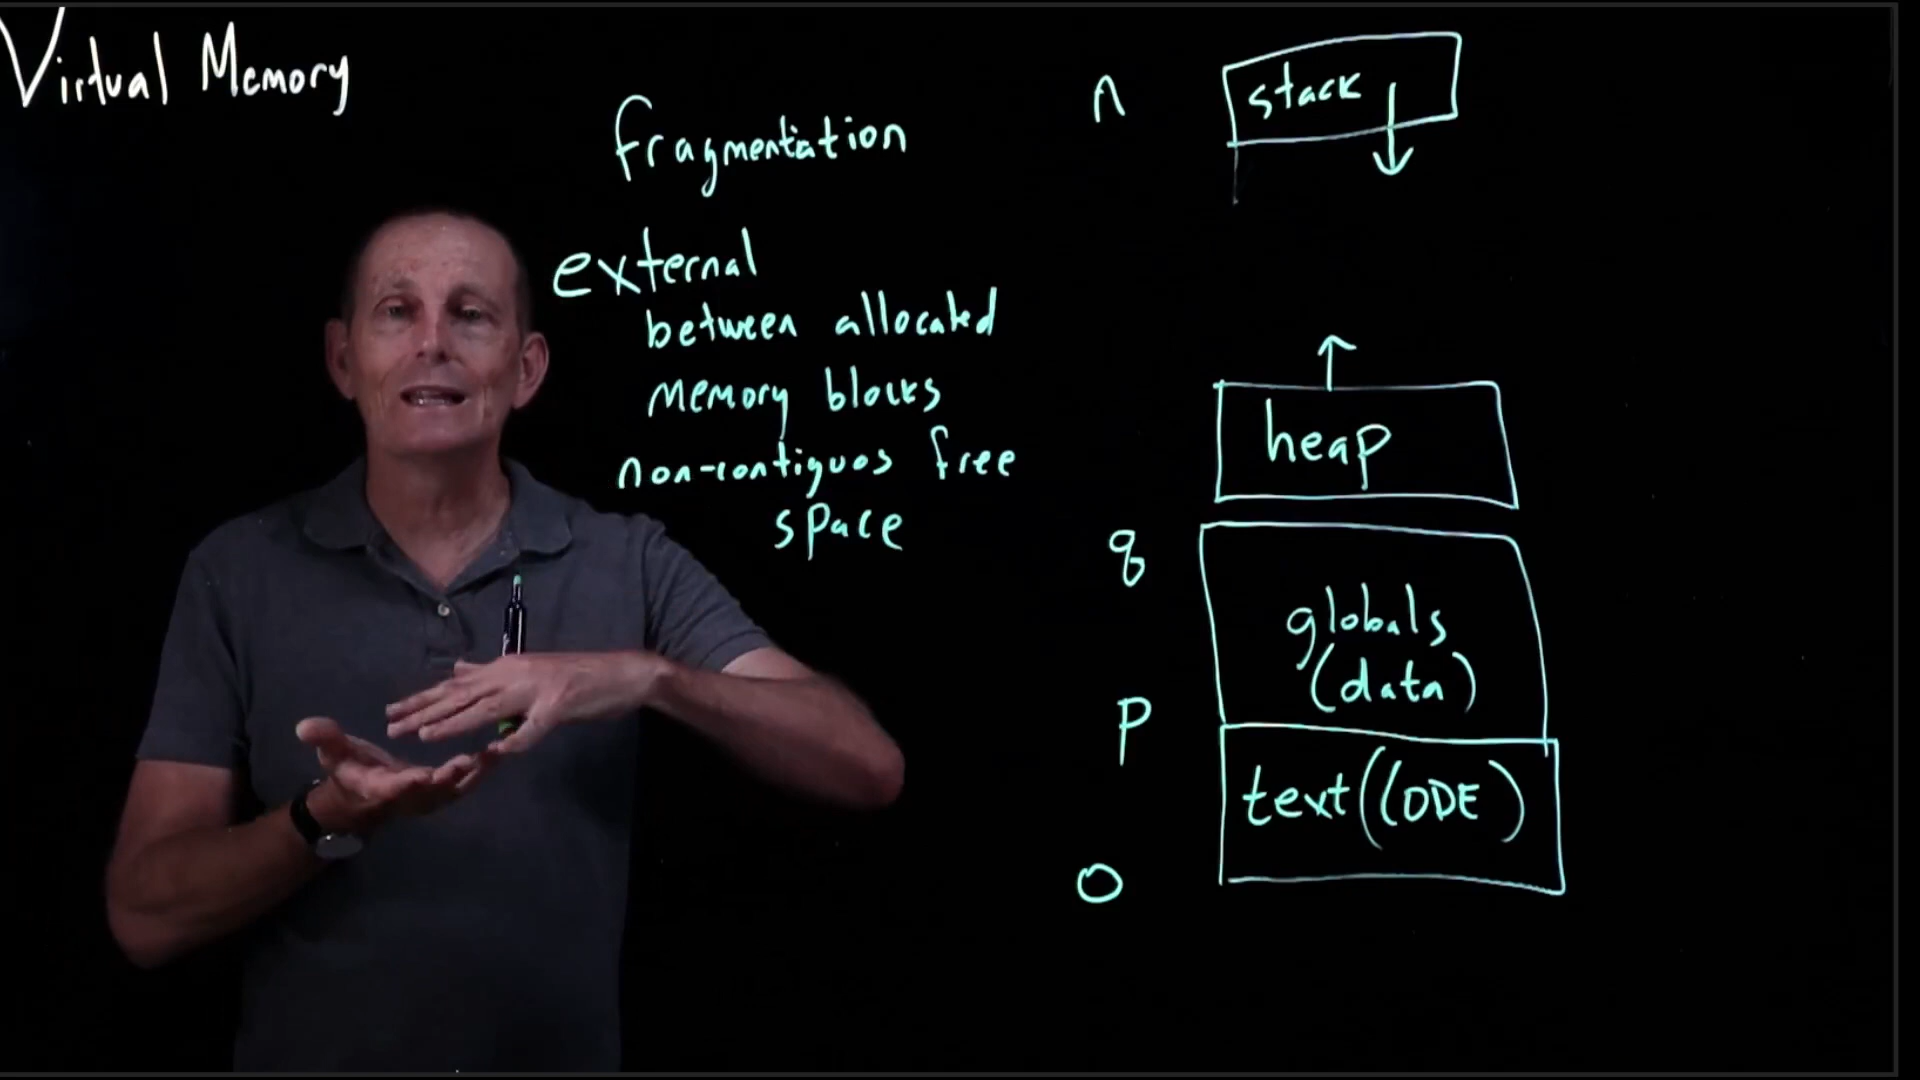 Virtual Memory
fragmentation
external
between allocated
memory blocks
non-contiguos free
space
n
stack
heap
q
globals
(data)
p
text (CODE)
0